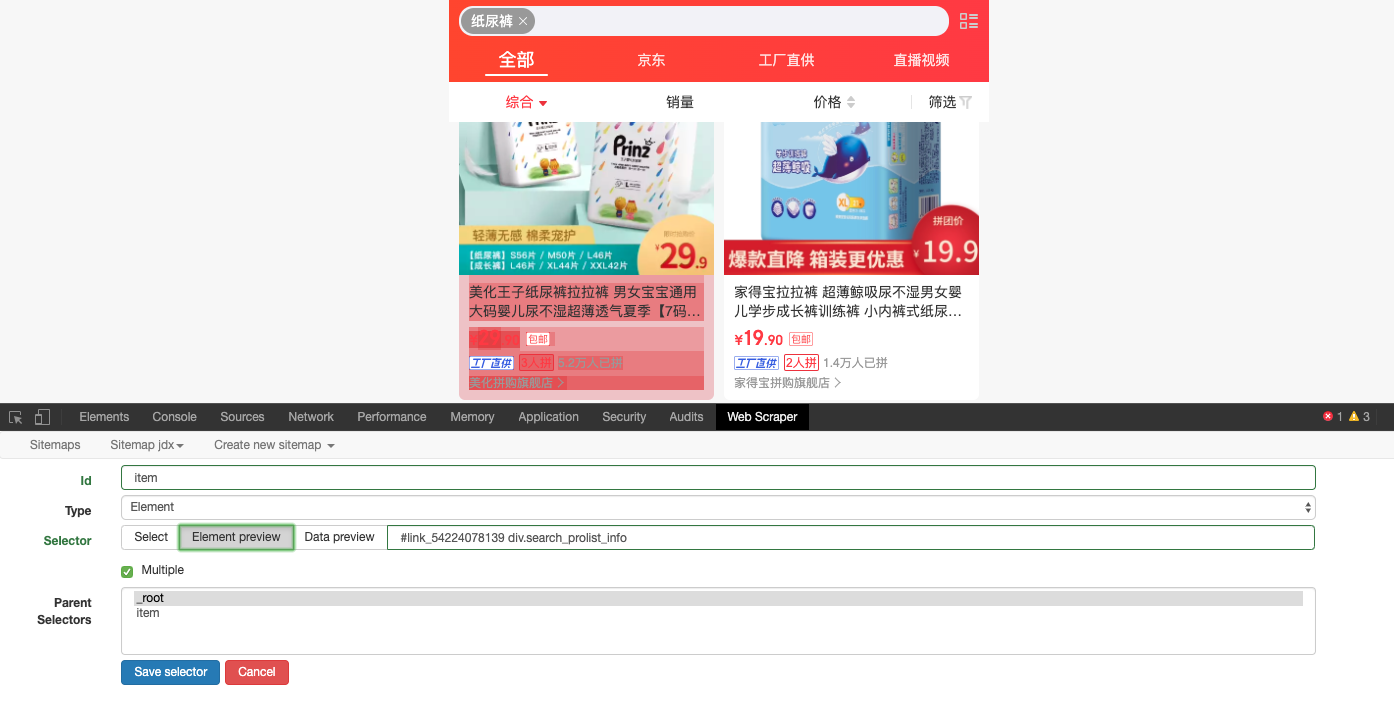 纸尿裤 ×
全部 京东 工厂直供 直播视频
综合 销量 价格 筛选
Prinz
轻薄无感 棉柔宠护
【纸尿裤】S56片 / M50片 / L46片
【成长裤】L46片 / XL44片 / XXL42片
¥29.9
超薄鲸吸
XL
拼团价
¥19.9
爆款直降 箱装更优惠
美化王子纸尿裤拉拉裤 男女宝宝通用
大码婴儿尿不湿超薄透气夏季【7码...
¥29.90 包邮
工厂直供 3人拼 5.2万人已拼
美化拼购旗舰店 >
家得宝拉拉裤 超薄鲸吸尿不湿男女婴
儿学步成长裤训练裤 小内裤式纸尿...
¥19.90 包邮
工厂直供 2人拼 1.4万人已拼
家得宝拼购旗舰店 >
Elements Console Sources Network Performance Memory Application Security Audits Web Scraper 1 3
Sitemaps Sitemap jdx Create new sitemap
Id item
Type Element
Selector Select Element preview Data preview #link_54224078139 div.search_prolist_info
Multiple
Parent Selectors
_root
item
Save selector Cancel